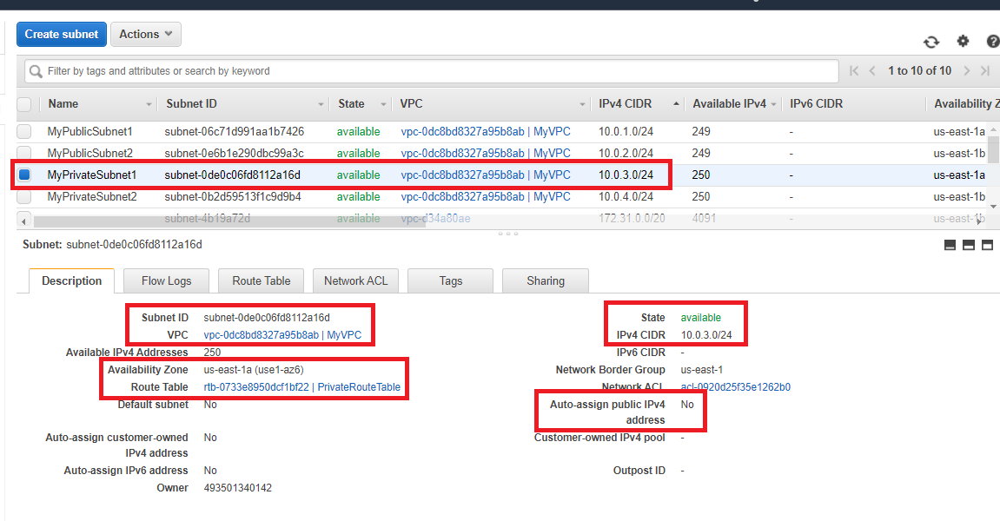 Create subnet Actions
Filter by tags and attributes or search by keyword 1 to 10 of 10
Name Subnet ID State VPC IPv4 CIDR Available IPv4 IPv6 CIDR Availability Z
MyPublicSubnet1 subnet-06c71d991aa1b7426 available vpc-0dc8bd8327a95b8ab | MyVPC 10.0.1.0/24 249 - us-east-1a
MyPublicSubnet2 subnet-0e6b1e290dbc99a3c available vpc-0dc8bd8327a95b8ab | MyVPC 10.0.2.0/24 249 - us-east-1b
MyPrivateSubnet1 subnet-0de0c06fd8112a16d available vpc-0dc8bd8327a95b8ab | MyVPC 10.0.3.0/24 250 - us-east-1a
MyPrivateSubnet2 subnet-0b2d59513f1c9d9b4 available vpc-0dc8bd8327a95b8ab | MyVPC 10.0.4.0/24 250 - us-east-1b
subnet-4b19a72d available vpc-d34a80ae 172.31.0.0/20 4091 - us-east-1b
Subnet: subnet-0de0c06fd8112a16d
Description Flow Logs Route Table Network ACL Tags Sharing
Subnet ID subnet-0de0c06fd8112a16d State available
VPC vpc-0dc8bd8327a95b8ab | MyVPC IPv4 CIDR 10.0.3.0/24
Available IPv4 Addresses 250 IPv6 CIDR -
Availability Zone us-east-1a (use1-az6) Network Border Group us-east-1
Route Table rtb-0733e8950dcf1bf22 | PrivateRouteTable Network ACL acl-0920d25f35e1262b0
Default subnet No Auto-assign public IPv4 No
address
Auto-assign customer-owned No Customer-owned IPv4 pool -
IPv4 address
Auto-assign IPv6 address No Outpost ID -
Owner 493501340142